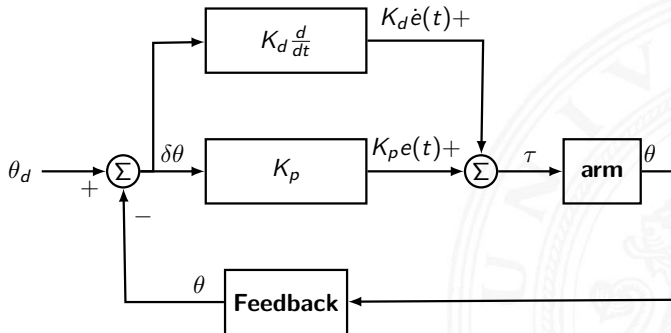 K_d d/dt
K_d ė(t)+
θ_d
+
Σ
−
δθ
K_p
K_p e(t)+
Σ
τ
arm
θ
θ
Feedback
U N I V